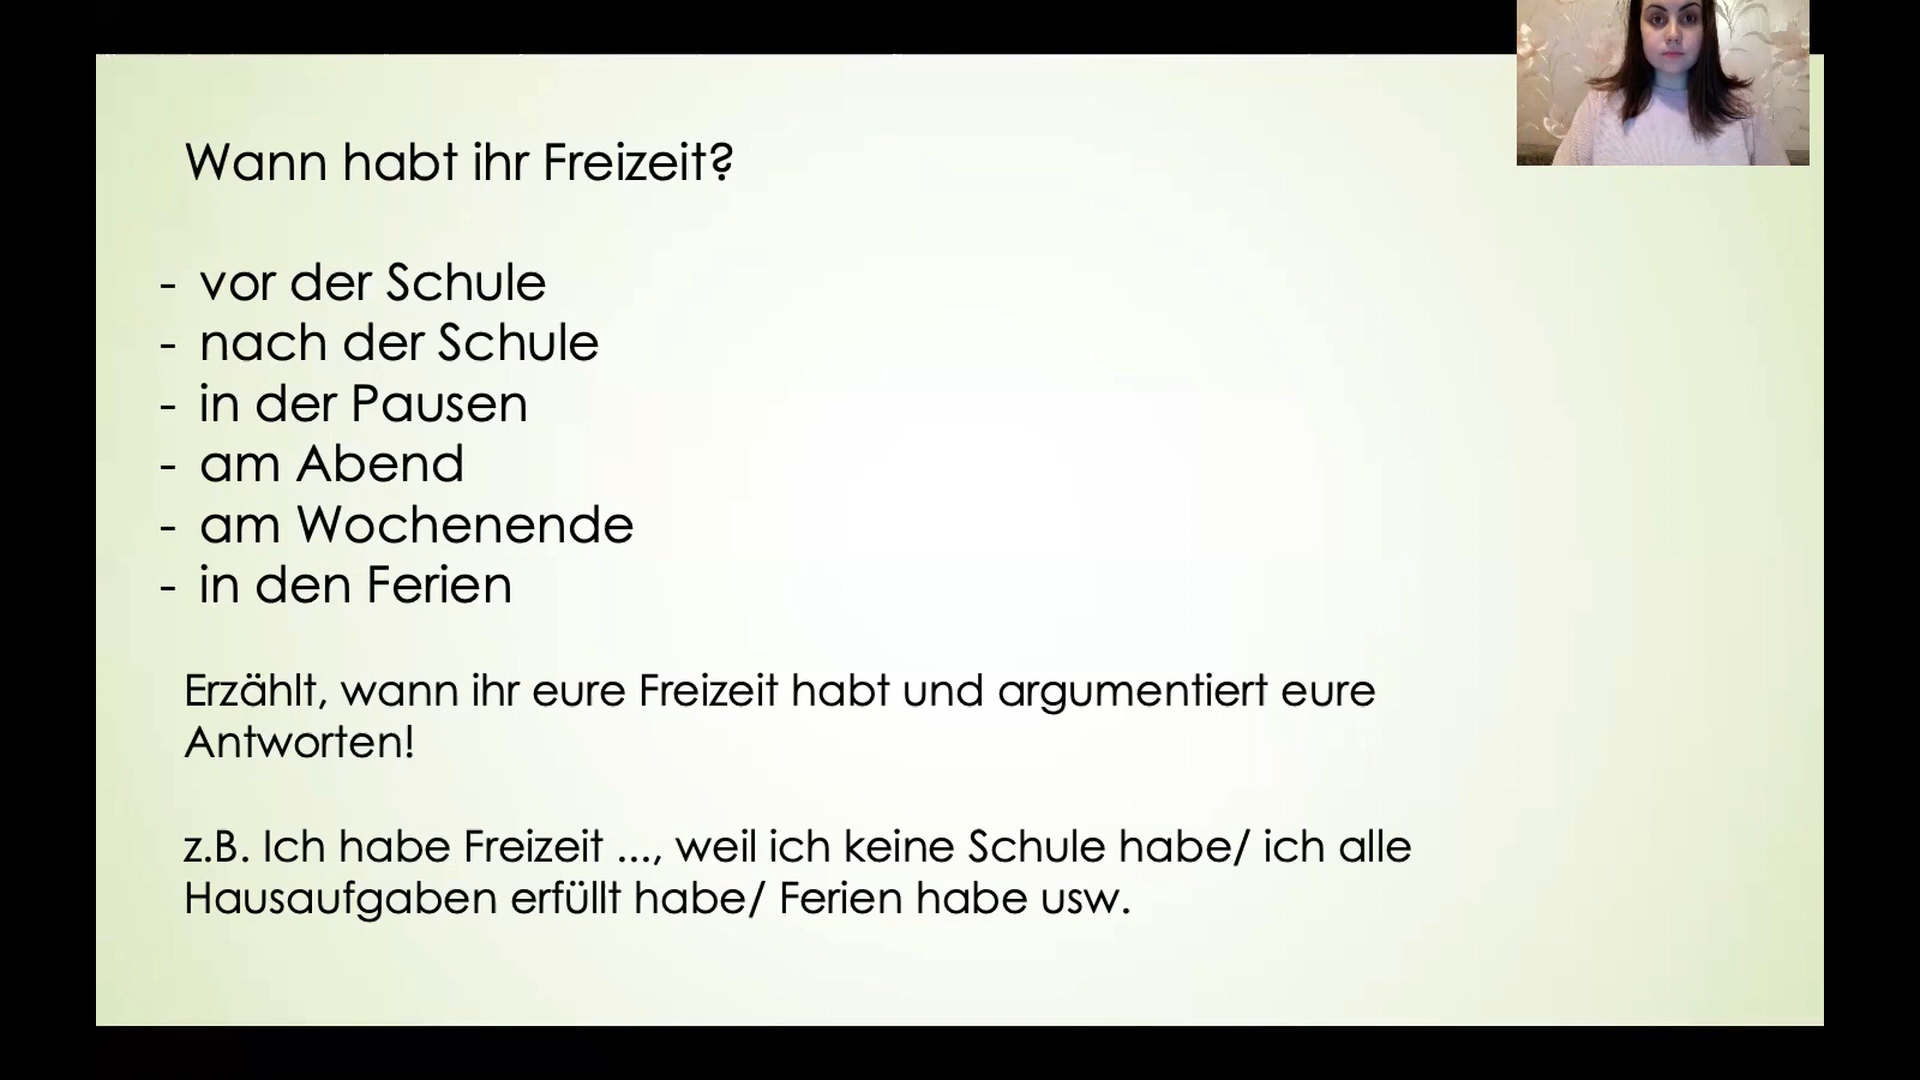 Wann habt ihr Freizeit?
- vor der Schule
- nach der Schule
- in der Pausen
- am Abend
- am Wochenende
- in den Ferien
Erzählt, wann ihr eure Freizeit habt und argumentiert eure
Antworten!
z.B. Ich habe Freizeit ..., weil ich keine Schule habe/ ich alle
Hausaufgaben erfüllt habe/ Ferien habe usw.